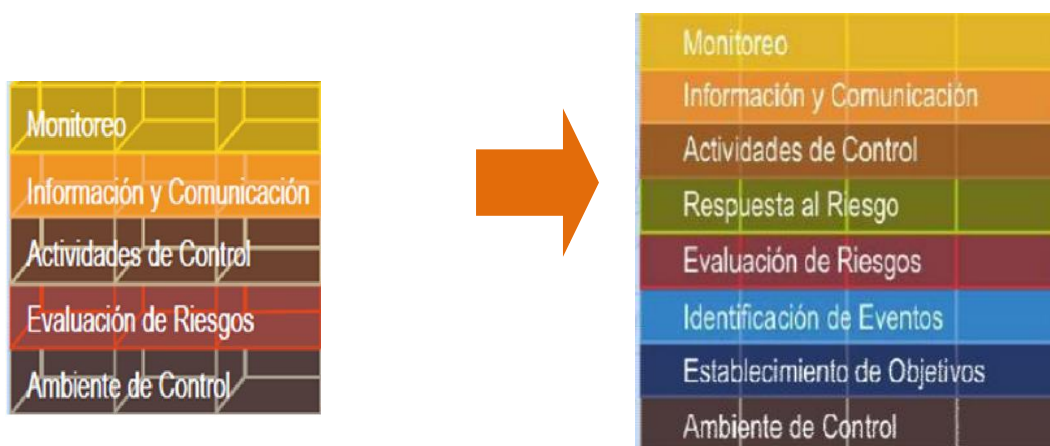 Monitoreo
Información y Comunicación
Actividades de Control
Evaluación de Riesgos
Ambiente de Control
Monitoreo
Información y Comunicación
Actividades de Control
Respuesta al Riesgo
Evaluación de Riesgos
Identificación de Eventos
Establecimiento de Objetivos
Ambiente de Control